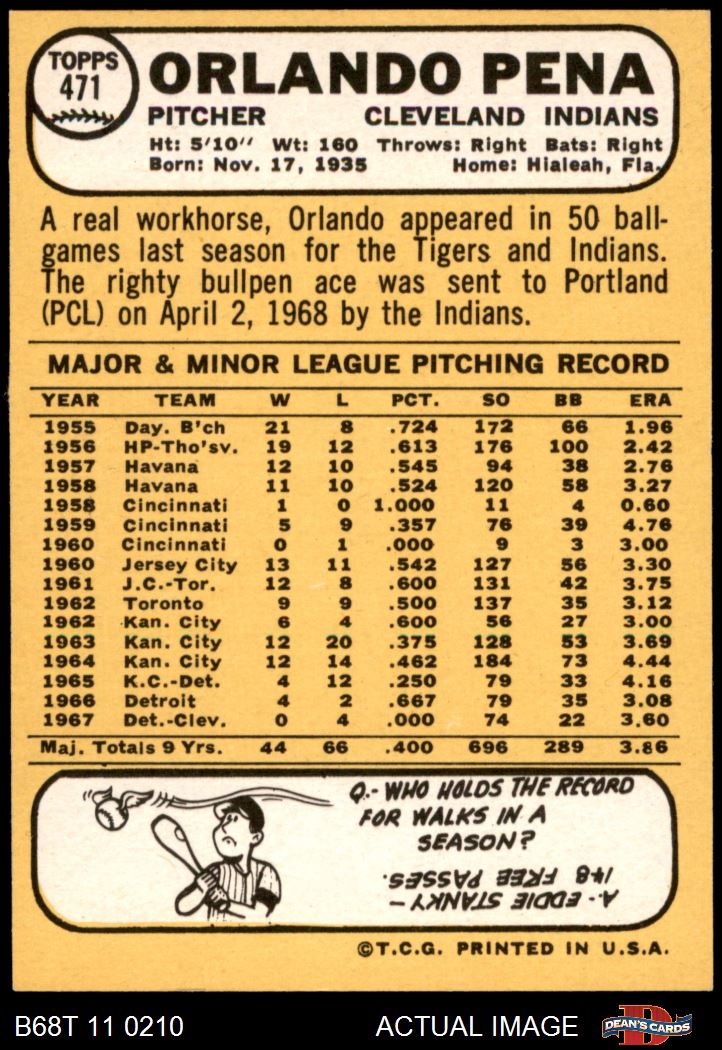 TOPPS
471
ORLANDO PENA
PITCHER CLEVELAND INDIANS
Ht: 5'10" Wt: 160 Throws: Right Bats: Right
Born: Nov. 17, 1935 Home: Hialeah, Fla.
A real workhorse, Orlando appeared in 50 ball-
games last season for the Tigers and Indians.
The righty bullpen ace was sent to Portland
(PCL) on April 2, 1968 by the Indians.
MAJOR & MINOR LEAGUE PITCHING RECORD
YEAR TEAM W L PCT. SO BB ERA
1955 Day. B'ch 21 8 .724 172 66 1.96
1956 HP-Tho'sv. 19 12 .613 176 100 2.42
1957 Havana 12 10 .545 94 38 2.76
1958 Havana 11 10 .524 120 58 3.27
1958 Cincinnati 1 0 1.000 11 4 0.60
1959 Cincinnati 5 9 .357 76 39 4.76
1960 Cincinnati 0 1 .000 9 3 3.00
1960 Jersey City 13 11 .542 127 56 3.30
1961 J.C.-Tor. 12 8 .600 131 42 3.75
1962 Toronto 9 9 .500 137 35 3.12
1962 Kan. City 6 4 .600 56 27 3.00
1963 Kan. City 12 20 .375 128 53 3.69
1964 Kan. City 12 14 .462 184 73 4.44
1965 K.C.-Det. 4 12 .250 79 33 4.16
1966 Detroit 4 2 .667 79 35 3.08
1967 Det.-Clev. 0 4 .000 74 22 3.60
Maj. Totals 9 Yrs. 44 66 .400 696 289 3.86
Q.- WHO HOLDS THE RECORD
FOR WALKS IN A
SEASON?
A.- EDDIE STANKY -
148 FREE PASSES.
©T.C.G. PRINTED IN U.S.A.
B68T 11 0210 ACTUAL IMAGE D DEAN'S CARDS